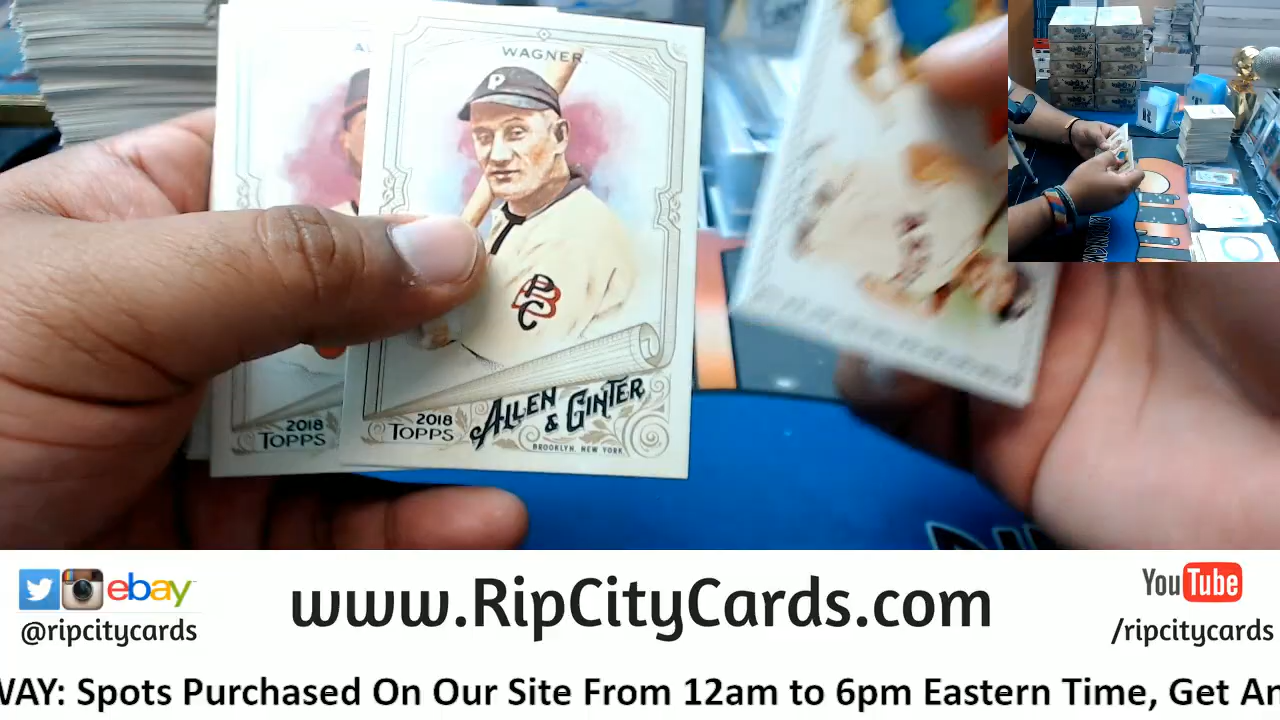 WAGNER
P
PBC
2018
TOPPS
2018
TOPPS
ALLEN
& GINTER
BROOKLYN, NEW YORK
ebay
@ripcitycards
www.RipCityCards.com
YouTube
/ripcitycards
WAY: Spots Purchased On Our Site From 12am to 6pm Eastern Time, Get